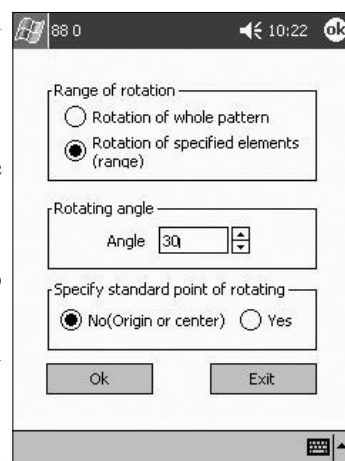 88 0 10:22 ok
Range of rotation
Rotation of whole pattern
Rotation of specified elements
(range)
Rotating angle
Angle 30
Specify standard point of rotating
No(Origin or center) Yes
Ok Exit